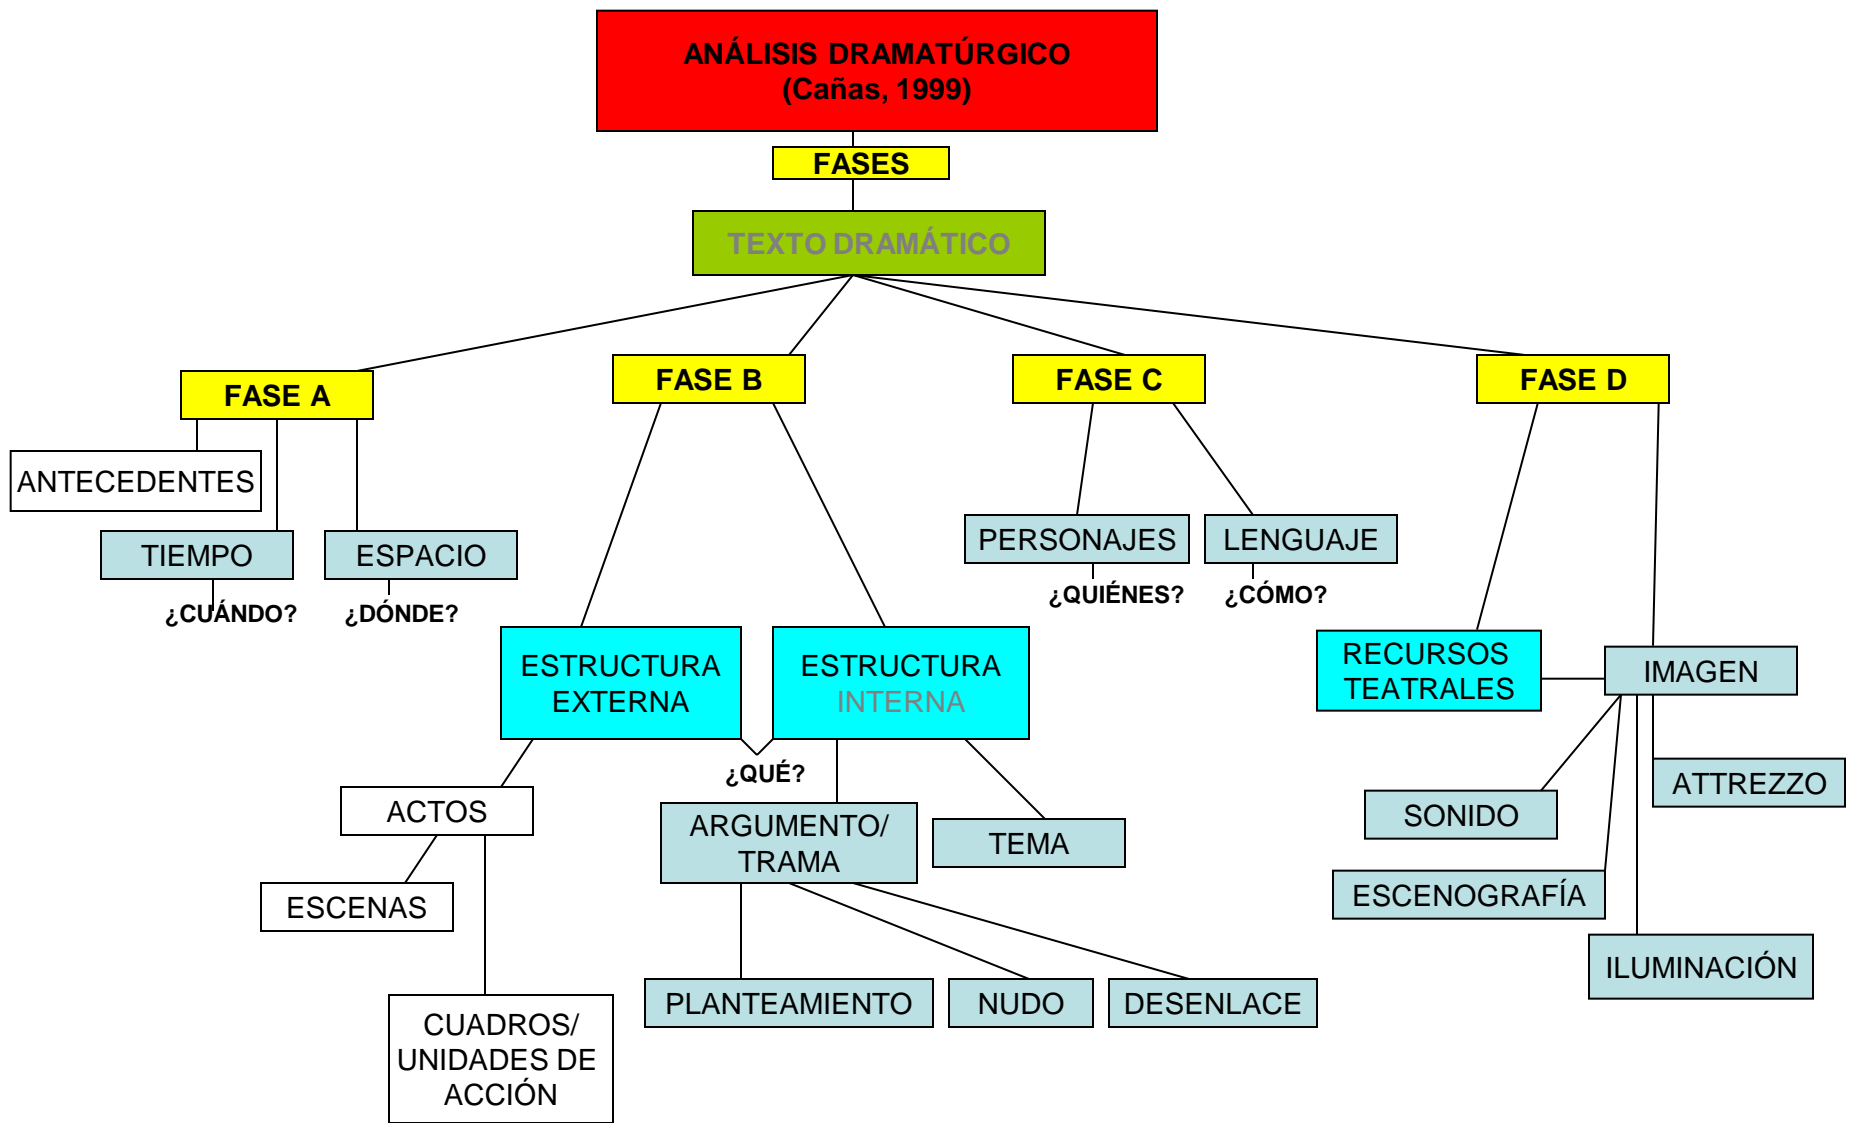 ANÁLISIS DRAMATÚRGICO
(Cañas, 1999)
FASES
TEXTO DRAMÁTICO
FASE A
FASE B
FASE C
FASE D
ANTECEDENTES
TIEMPO
ESPACIO
¿CUÁNDO?
¿DÓNDE?
PERSONAJES
LENGUAJE
¿QUIÉNES?
¿CÓMO?
ESTRUCTURA
EXTERNA
ESTRUCTURA
INTERNA
¿QUÉ?
RECURSOS
TEATRALES
IMAGEN
ACTOS
ESCENAS
CUADROS/
UNIDADES DE
ACCIÓN
ARGUMENTO/
TRAMA
TEMA
PLANTEAMIENTO
NUDO
DESENLACE
ATTREZZO
SONIDO
ESCENOGRAFÍA
ILUMINACIÓN